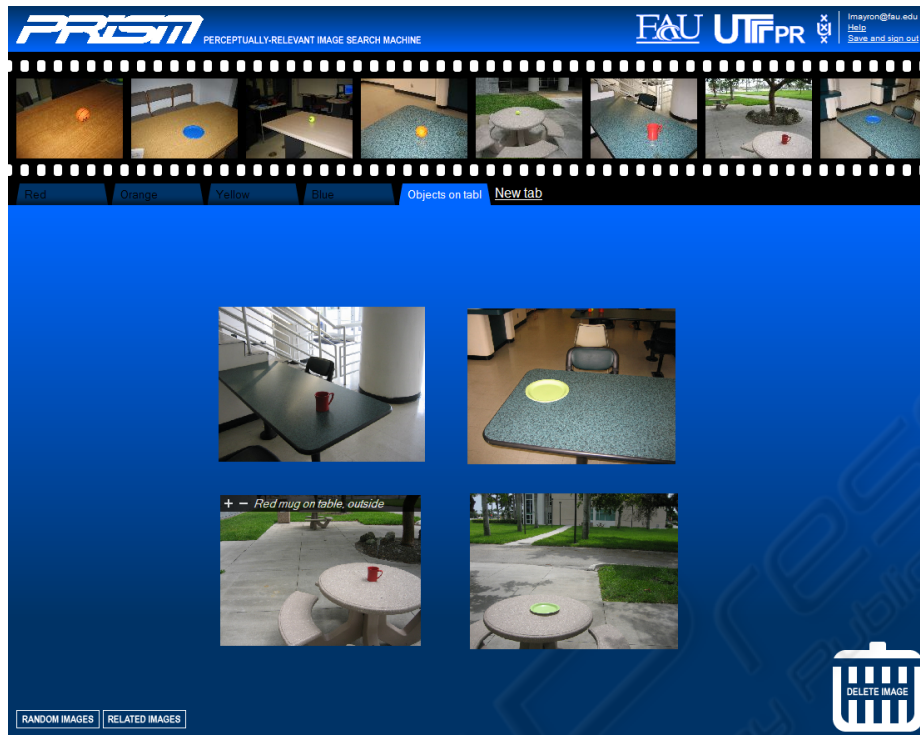 PRISM PERCEPTUALLY-RELEVANT IMAGE SEARCH MACHINE
FAU UTFPR
lmayron@fau.edu
Help
Save and sign out
Red Orange Yellow Blue Objects on tabl New tab
+ − Red mug on table, outside
DELETE IMAGE
RANDOM IMAGES RELATED IMAGES